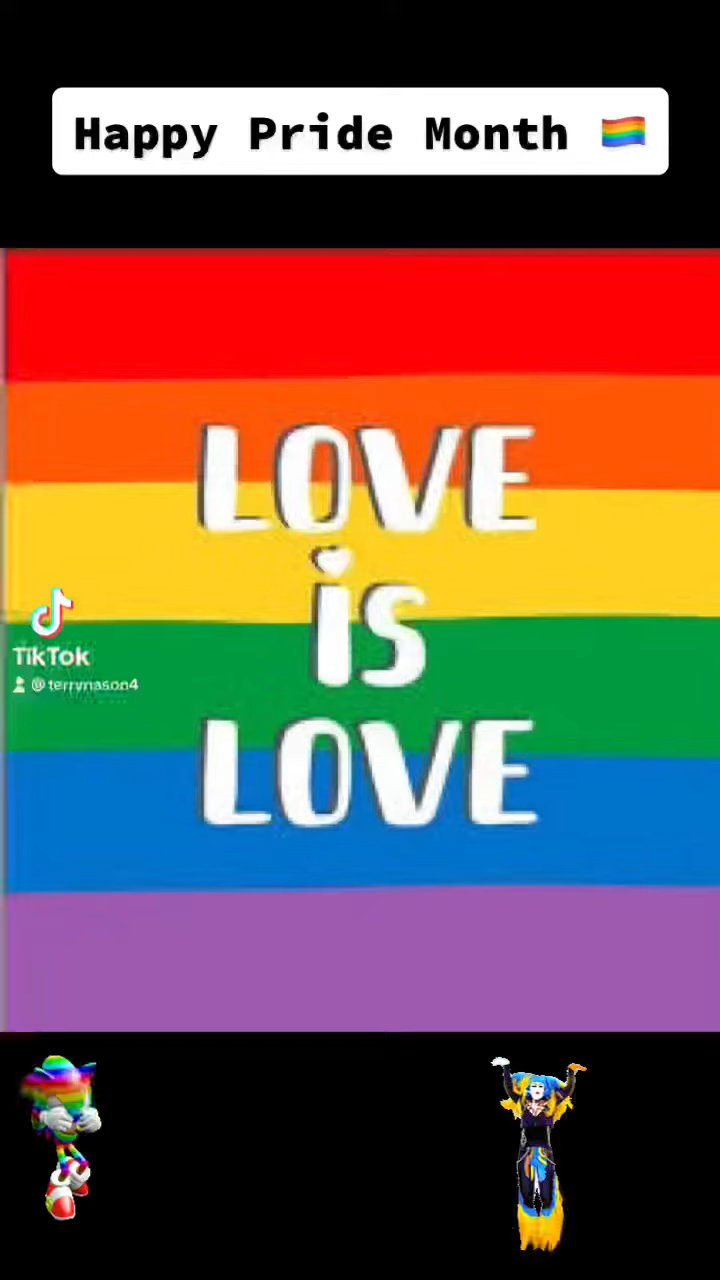 Happy Pride Month 🏳️‍🌈
LOVE
is
LOVE
TikTok
@terrynason4